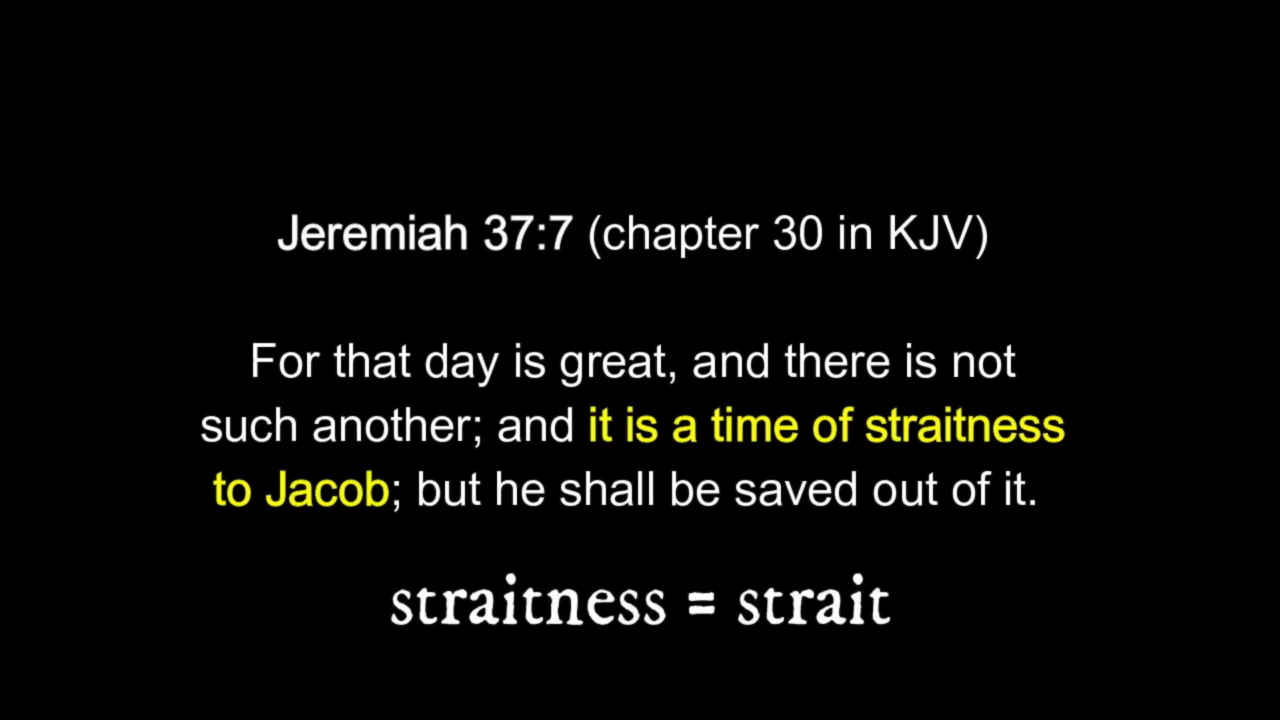 Jeremiah 37:7 (chapter 30 in KJV)
For that day is great, and there is not
such another; and it is a time of straitness
to Jacob; but he shall be saved out of it.
straitness = strait